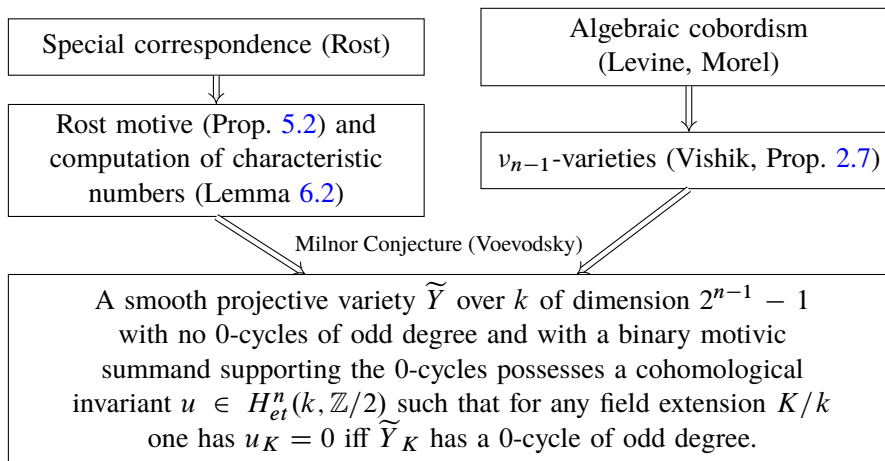 Special correspondence (Rost)
Algebraic cobordism
(Levine, Morel)
Rost motive (Prop. 5.2) and
computation of characteristic
numbers (Lemma 6.2)
ν_{n−1}-varieties (Vishik, Prop. 2.7)
Milnor Conjecture (Voevodsky)
A smooth projective variety Ỹ over k of dimension 2^{n−1} − 1
with no 0-cycles of odd degree and with a binary motivic
summand supporting the 0-cycles possesses a cohomological
invariant u ∈ H^n_{et}(k, ℤ/2) such that for any field extension K/k
one has u_K = 0 iff Ỹ_K has a 0-cycle of odd degree.